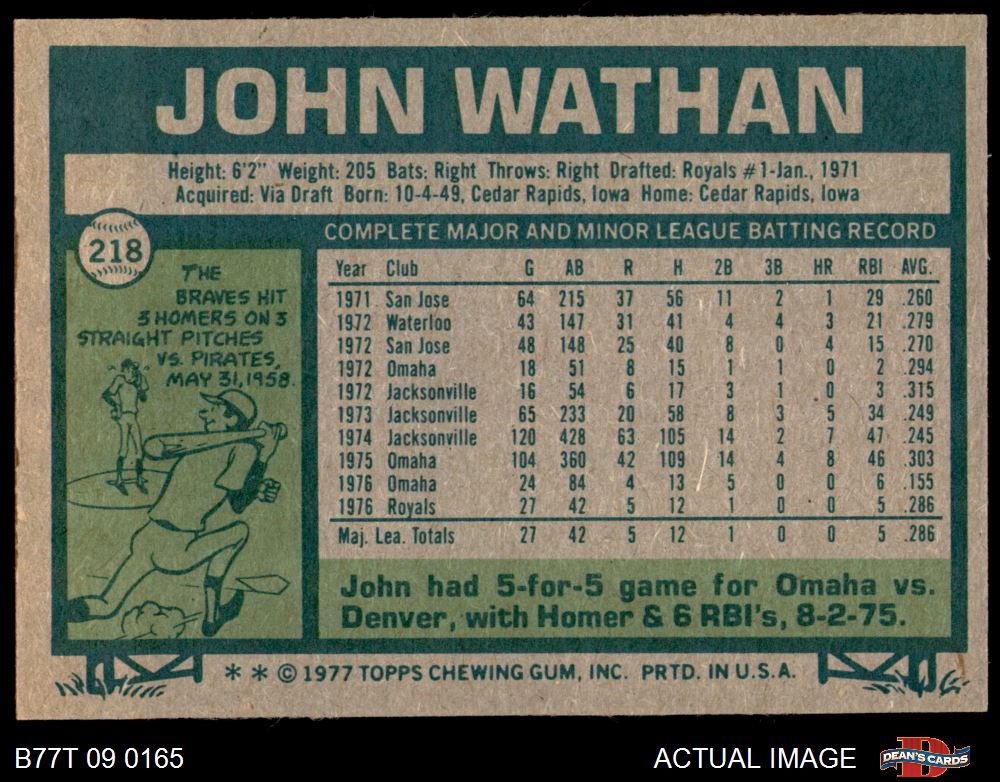 JOHN WATHAN
Height: 6'2" Weight: 205 Bats: Right Throws: Right Drafted: Royals #1-Jan., 1971
Acquired: Via Draft Born: 10-4-49, Cedar Rapids, Iowa Home: Cedar Rapids, Iowa
218
THE
BRAVES HIT
3 HOMERS ON 3
STRAIGHT PITCHES
VS. PIRATES,
MAY 31, 1958.
COMPLETE MAJOR AND MINOR LEAGUE BATTING RECORD
Year Club G AB R H 2B 3B HR RBI AVG.
1971 San Jose 64 215 37 56 11 2 1 29 .260
1972 Waterloo 43 147 31 41 4 4 3 21 .279
1972 San Jose 48 148 25 40 8 0 4 15 .270
1972 Omaha 18 51 8 15 1 1 0 2 .294
1972 Jacksonville 16 54 6 17 3 1 0 3 .315
1973 Jacksonville 65 233 20 58 8 3 5 34 .249
1974 Jacksonville 120 428 63 105 14 2 7 47 .245
1975 Omaha 104 360 42 109 14 4 8 46 .303
1976 Omaha 24 84 4 13 5 0 0 6 .155
1976 Royals 27 42 5 12 1 0 0 5 .286
Maj. Lea. Totals 27 42 5 12 1 0 0 5 .286
John had 5-for-5 game for Omaha vs.
Denver, with Homer & 6 RBI's, 8-2-75.
* * © 1977 TOPPS CHEWING GUM, INC. PRTD. IN U.S.A.
B77T 09 0165
ACTUAL IMAGE
DEAN'S CARDS